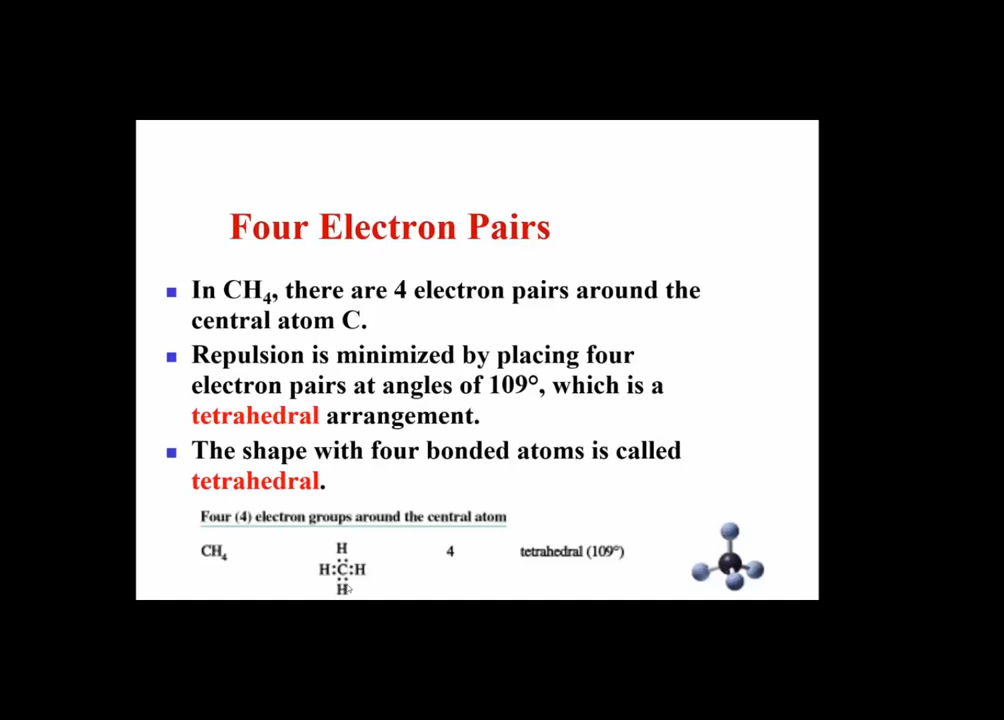 Four Electron Pairs
In CH₄, there are 4 electron pairs around the
central atom C.
Repulsion is minimized by placing four
electron pairs at angles of 109°, which is a
tetrahedral arrangement.
The shape with four bonded atoms is called
tetrahedral.
Four (4) electron groups around the central atom
CH₄ H 4 tetrahedral (109°)
H:C:H
H